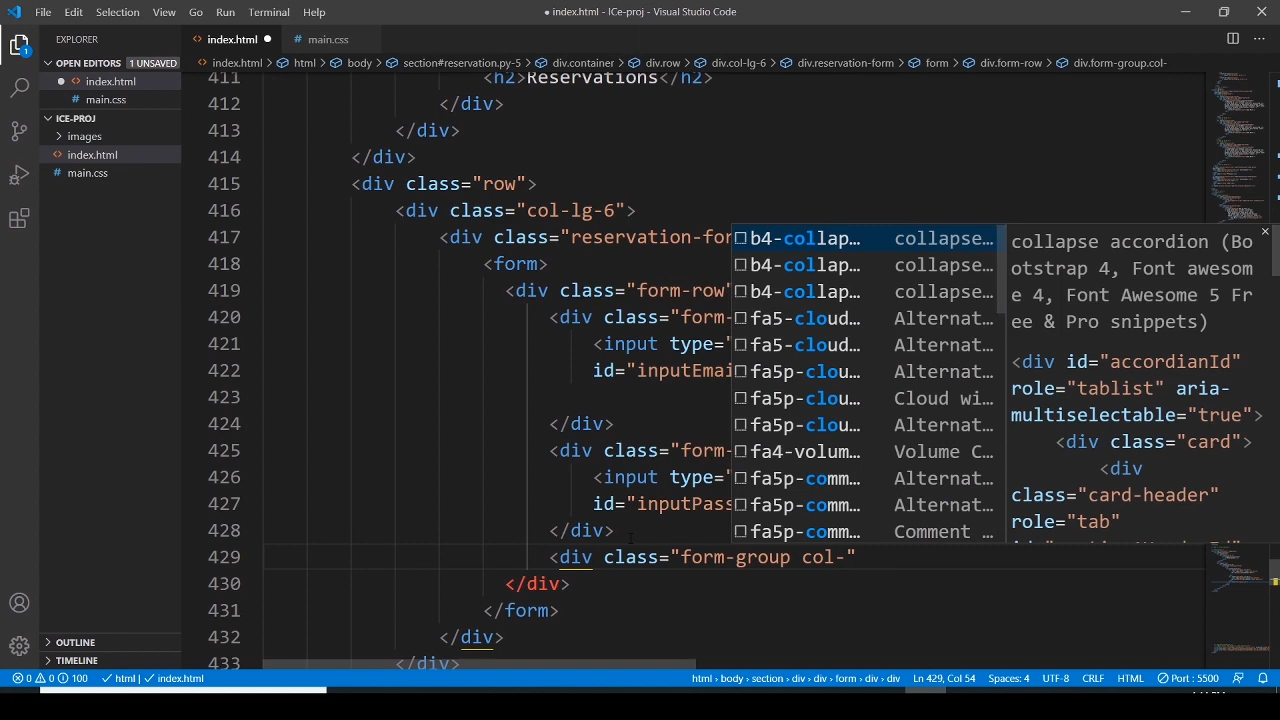 File Edit Selection View Go Run Terminal Help
● index.html - ICe-proj - Visual Studio Code
EXPLORER
index.html ●
main.css
OPEN EDITORS 1 UNSAVED
● index.html
main.css
ICE-PROJ
images
index.html
main.css
OUTLINE
TIMELINE
index.html > html > body > section#reservation.py-5 > div.container > div.row > div.col-lg-6 > div.reservation-form > form > div.form-row > div.form-group.col-
411 <h2>Reservations</h2>
412 </div>
413 </div>
414 </div>
415 <div class="row">
416 <div class="col-lg-6">
417 <div class="reservation-for
418 <form>
419 <div class="form-row"
420 <div class="form-
421 <input type="
422 id="inputEmai
423
424 </div>
425 <div class="form-
426 <input type="
427 id="inputPass
428 </div>
429 <div class="form-group col-"
430 </div>
431 </form>
432 </div>
433 </div>
b4-collap… collapse…
b4-collap… collapse…
b4-collap… collapse…
fa5-cloud… Alternat…
fa5-cloud… Alternat…
fa5p-clou… Alternat…
fa5p-clou… Cloud wi…
fa5p-clou… Alternat…
fa4-volum… Volume C…
fa5p-comm… Alternat…
fa5p-comm… Alternat…
fa5p-comm… Comment …
collapse accordion (Bo
otstrap 4, Font awesom
e 4, Font Awesome 5 Fr
ee & Pro snippets)
<div id="accordianId"
role="tablist" aria-
multiselectable="true">
<div class="card">
<div
class="card-header"
role="tab"
0 0 100 html index.html
html › body › section › div › div › div › form › div › div Ln 429, Col 54 Spaces: 4 UTF-8 CRLF HTML Port : 5500